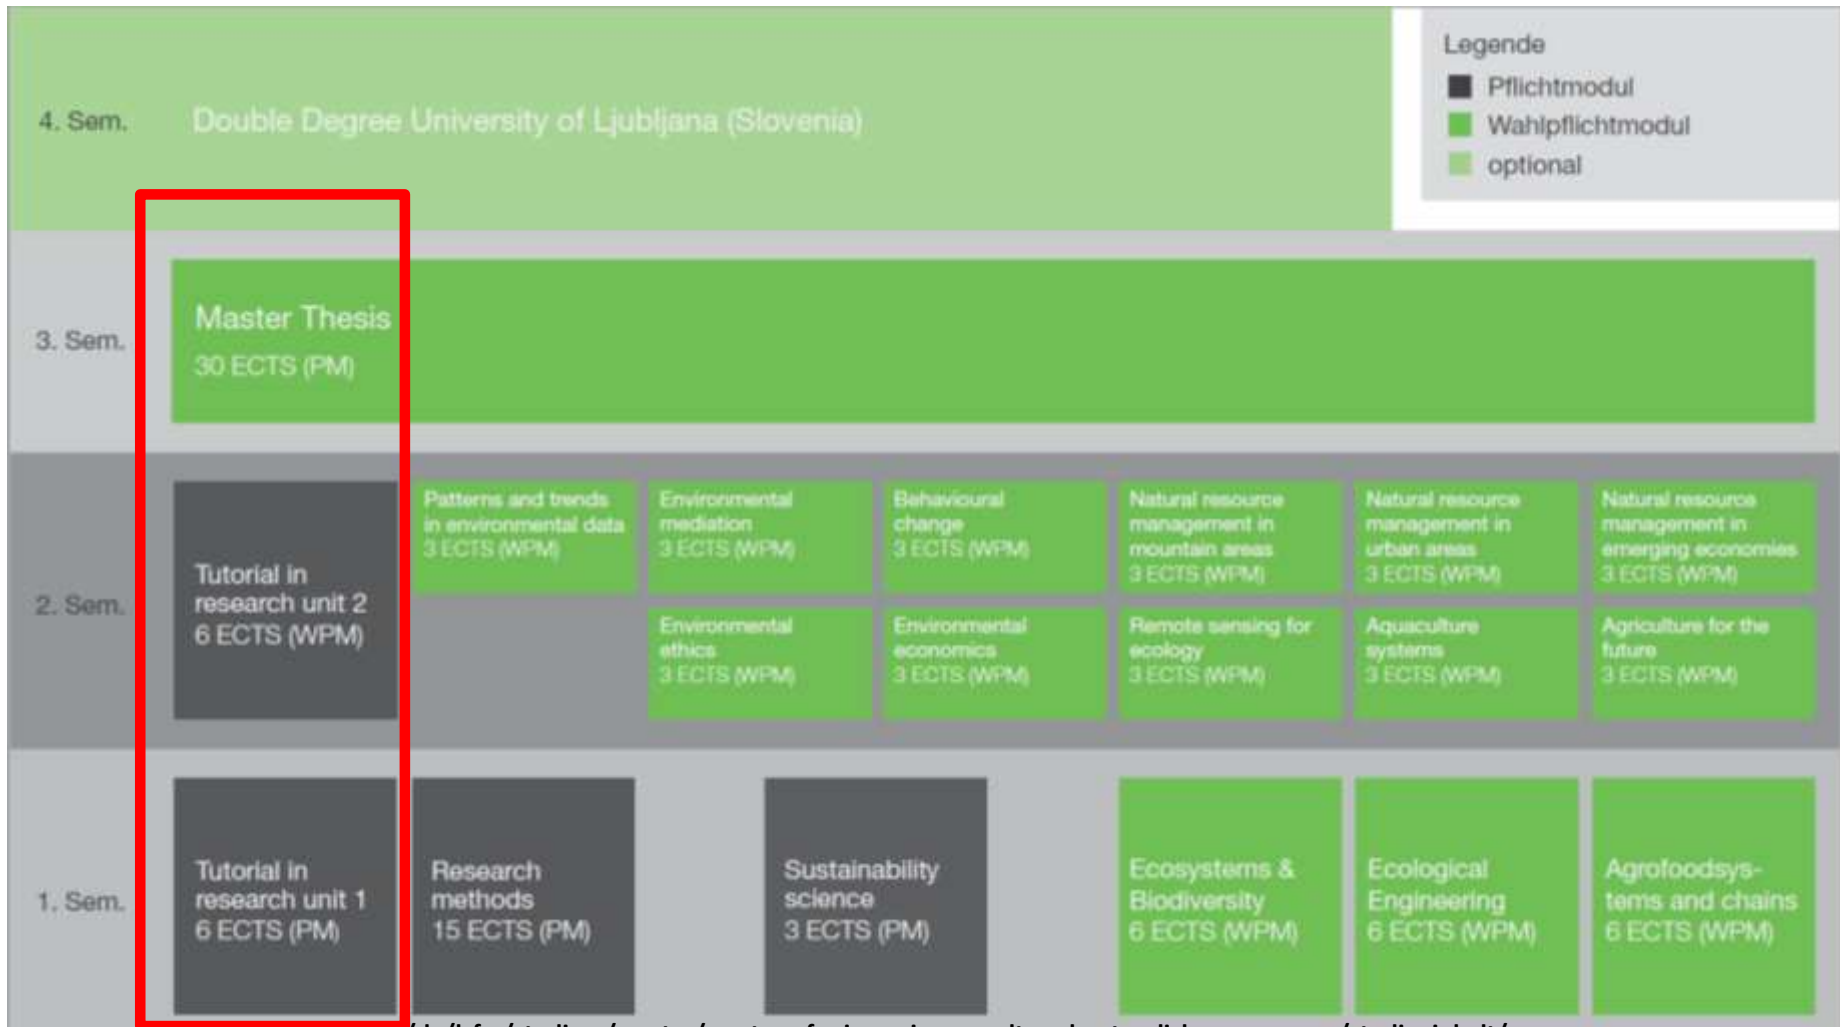 Legende
Pflichtmodul
Wahlpflichtmodul
optional
4. Sem.
Double Degree University of Ljubljana (Slovenia)
3. Sem.
Master Thesis
30 ECTS (PM)
2. Sem.
Tutorial in
research unit 2
6 ECTS (WPM)
Patterns and trends
in environmental data
3 ECTS (WPM)
Environmental
mediation
3 ECTS (WPM)
Behavioural
change
3 ECTS (WPM)
Natural resource
management in
mountain areas
3 ECTS (WPM)
Natural resource
management in
urban areas
3 ECTS (WPM)
Natural resource
management in
emerging economies
3 ECTS (WPM)
Environmental
ethics
3 ECTS (WPM)
Environmental
economics
3 ECTS (WPM)
Remote sensing for
ecology
3 ECTS (WPM)
Aquaculture
systems
3 ECTS (WPM)
Agriculture for the
future
3 ECTS (WPM)
1. Sem.
Tutorial in
research unit 1
6 ECTS (PM)
Research
methods
15 ECTS (PM)
Sustainability
science
3 ECTS (PM)
Ecosystems &
Biodiversity
6 ECTS (WPM)
Ecological
Engineering
6 ECTS (WPM)
Agrofoodsys-
tems and chains
6 ECTS (WPM)